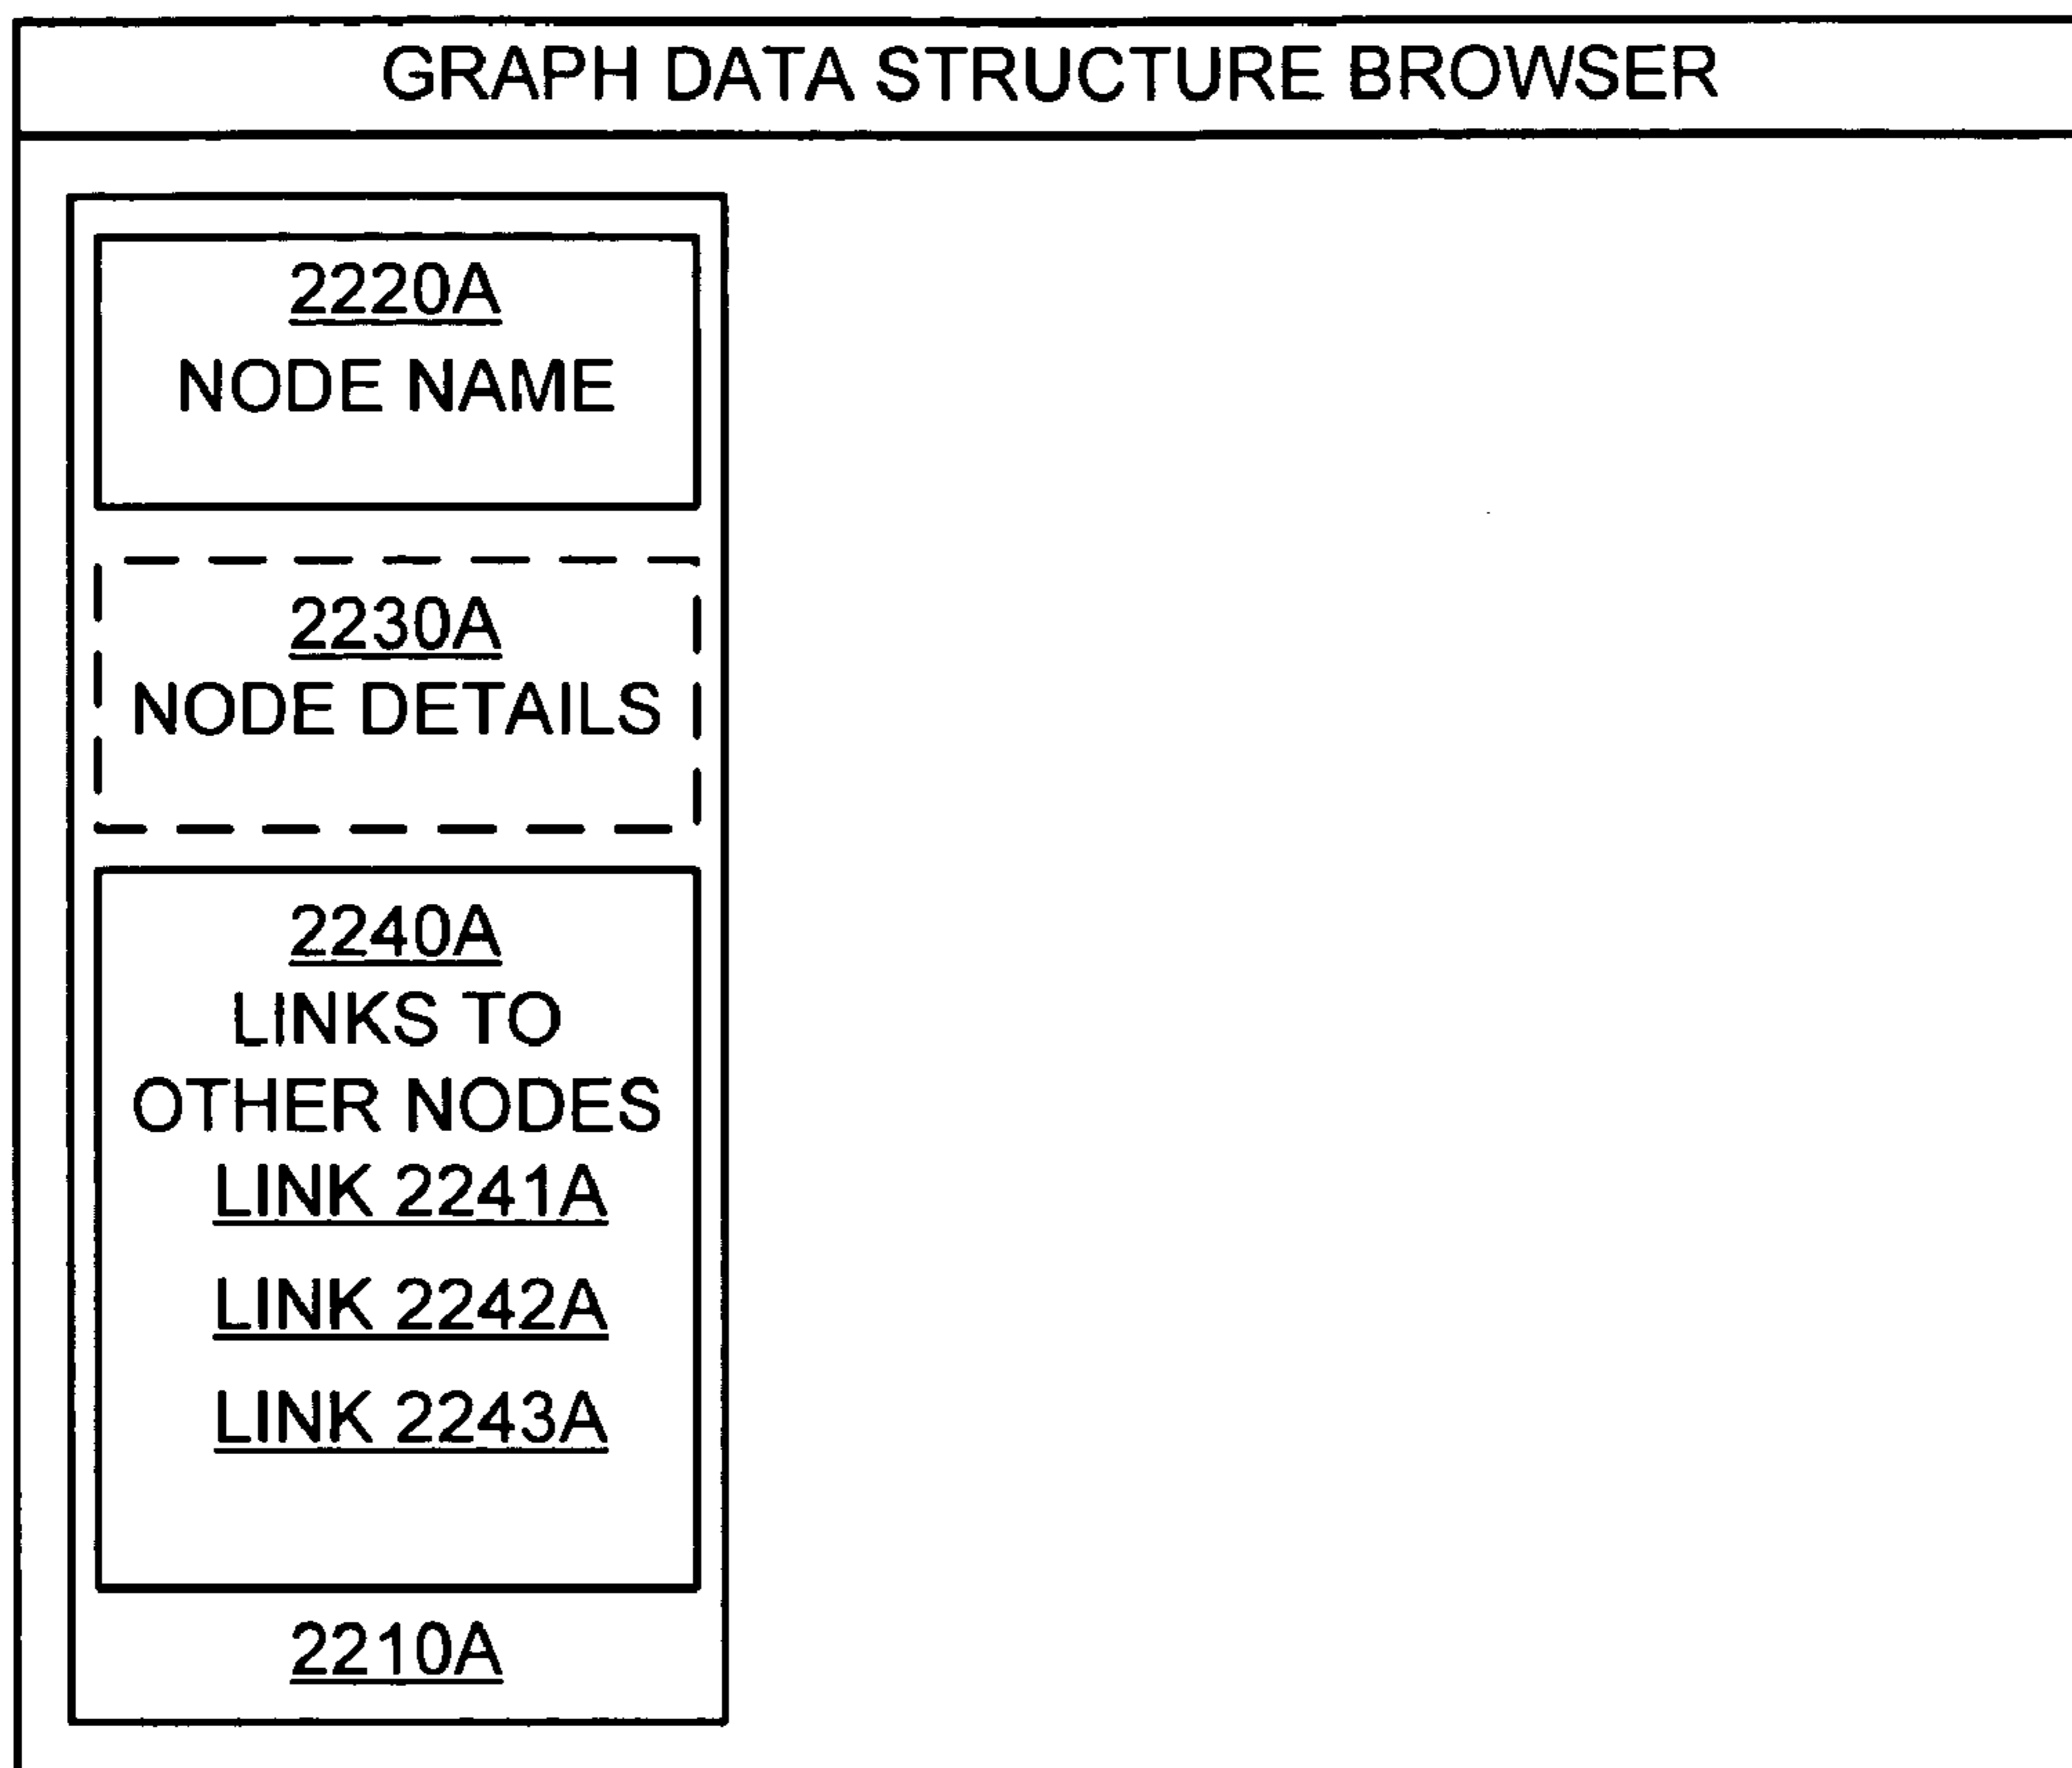 GRAPH DATA STRUCTURE BROWSER
2220A
NODE NAME
2230A
NODE DETAILS
2240A
LINKS TO
OTHER NODES
LINK 2241A
LINK 2242A
LINK 2243A
2210A